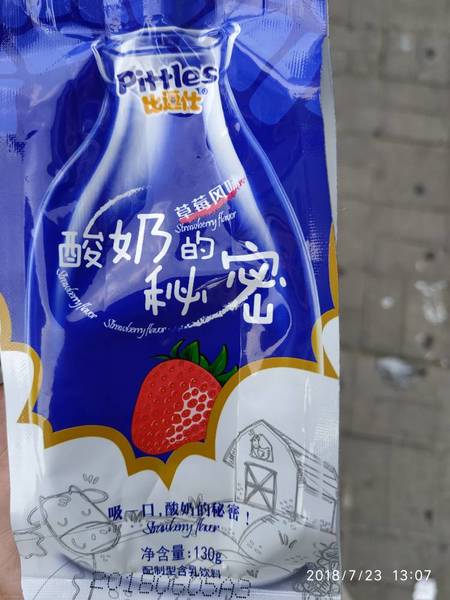 Pittles
比逗仕
草莓风味
Strawberry flavor
酸奶的
秘密
Strawberry flavor
Strawberry flavor
吸一口，酸奶的秘密！
Strawberry flavor
净含量：130g
配制型含乳饮料
2018/7/23 13:07